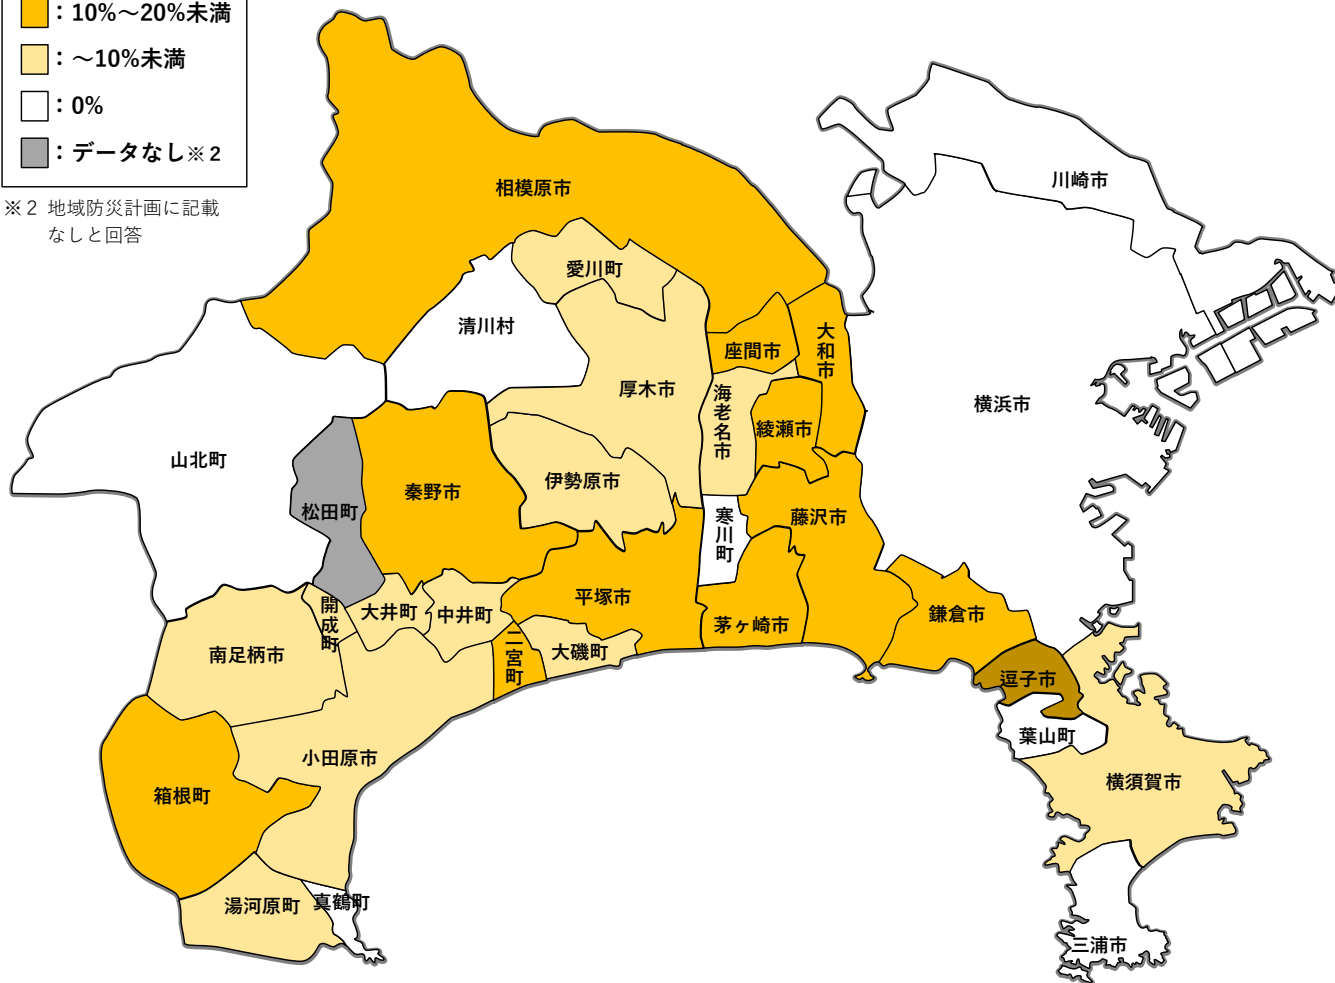 ：10%～20%未満
：～10%未満
：0%
：データなし※２
※２ 地域防災計画に記載
なしと回答
相模原市
川崎市
愛川町
清川村
座間市
大和市
厚木市
海老名市
綾瀬市
横浜市
山北町
秦野市
伊勢原市
松田町
寒川町
藤沢市
開成町
大井町
中井町
平塚市
茅ヶ崎市
鎌倉市
南足柄市
二宮町
大磯町
逗子市
葉山町
小田原市
箱根町
横須賀市
湯河原町
真鶴町
三浦市